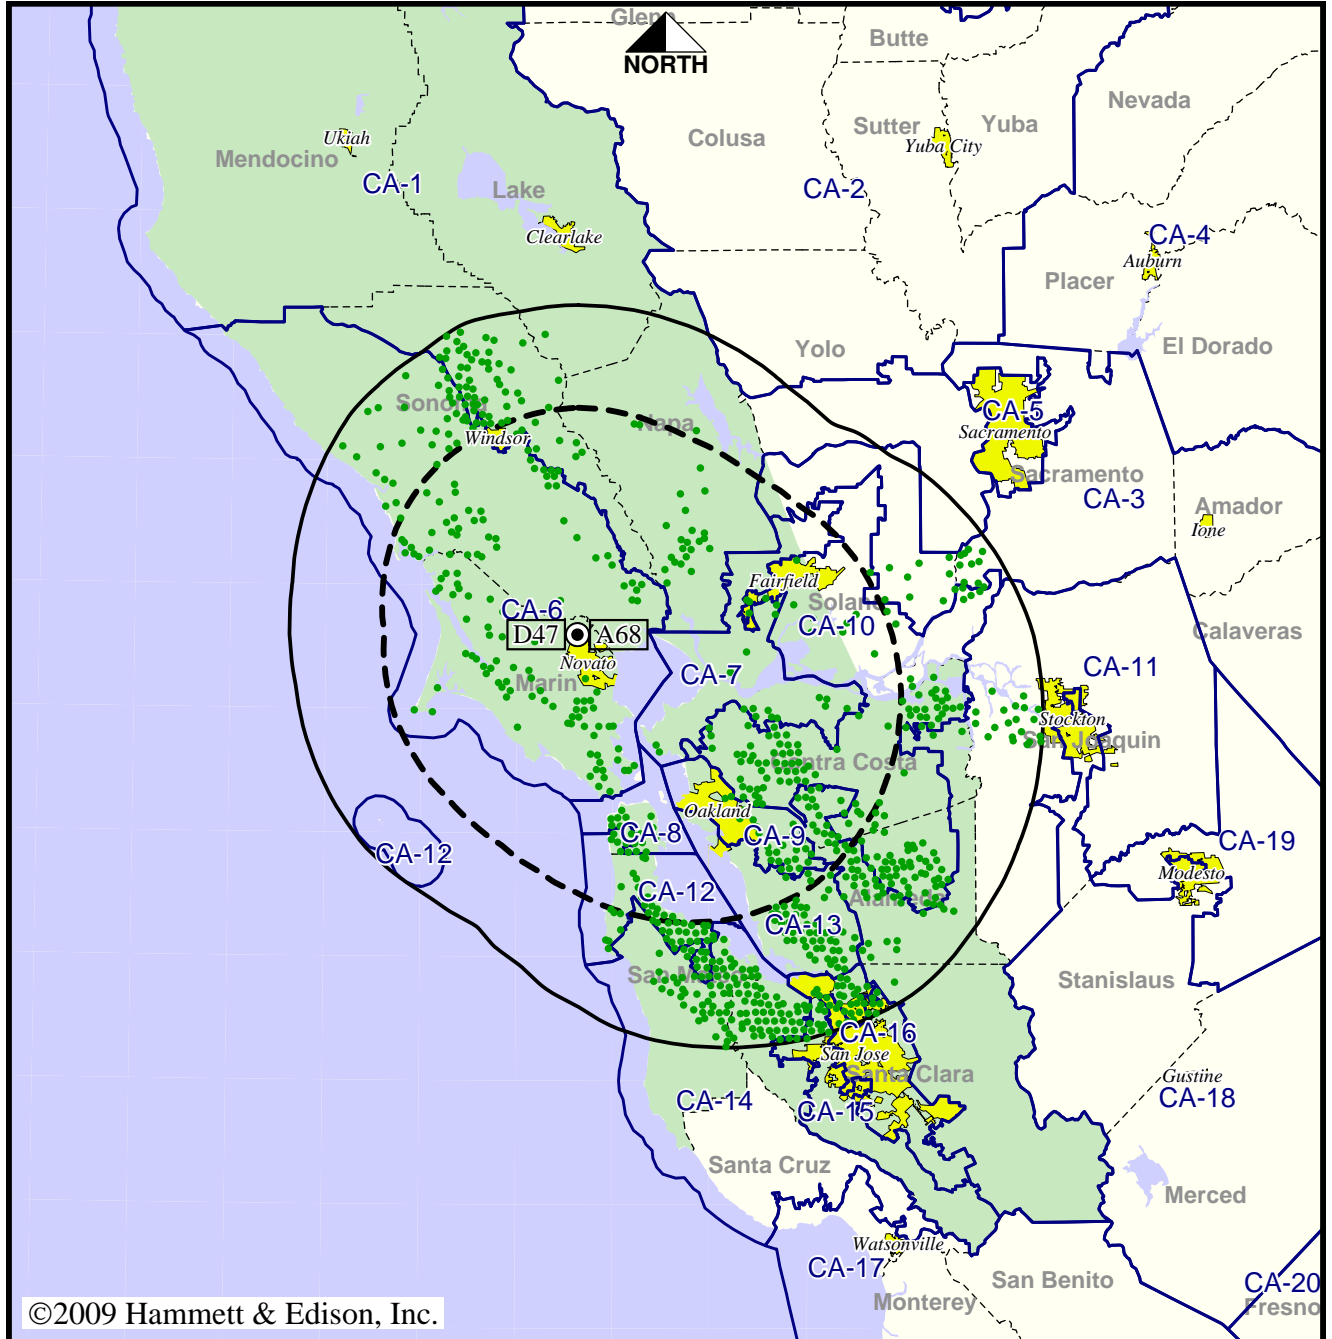 Glenn
NORTH
Butte
Nevada
Colusa
Sutter
Yuba
Ukiah
Yuba City
Mendocino
CA-1
Lake
CA-2
Clearlake
CA-4
Auburn
Placer
Yolo
El Dorado
Sonoma
Napa
CA-5
Windsor
Sacramento
Sacramento
CA-3
Amador
Ione
Fairfield
Solano
CA-6
CA-10
D47
A68
Calaveras
Novato
Marin
CA-7
CA-11
Stockton
San Joaquin
Contra Costa
Oakland
CA-8
CA-9
CA-12
CA-19
Modesto
CA-12
Alameda
CA-13
San Mateo
Stanislaus
CA-16
San Jose
Santa Clara
Gustine
CA-14
CA-15
CA-18
Santa Cruz
Merced
Watsonville
CA-17
San Benito
CA-20
Monterey
Fresno
©2009 Hammett & Edison, Inc.